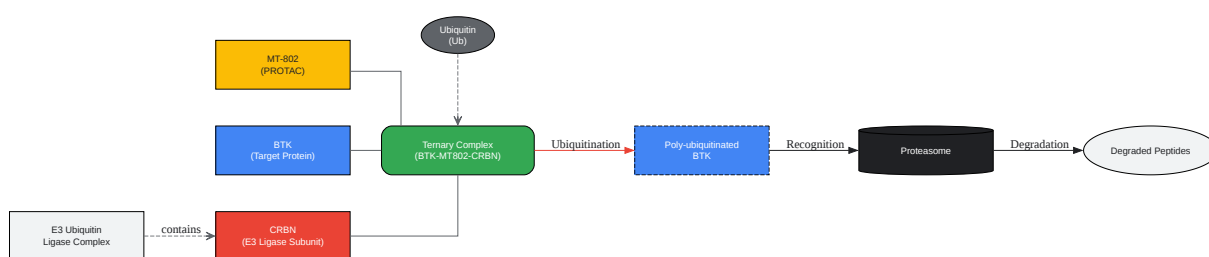 Ubiquitin
(Ub)
MT-802
(PROTAC)
BTK
(Target Protein)
Ternary Complex
(BTK-MT802-CRBN)
Ubiquitination
Poly-ubiquitinated
BTK
Recognition
Proteasome
Degradation
Degraded Peptides
E3 Ubiquitin
Ligase Complex
contains
CRBN
(E3 Ligase Subunit)